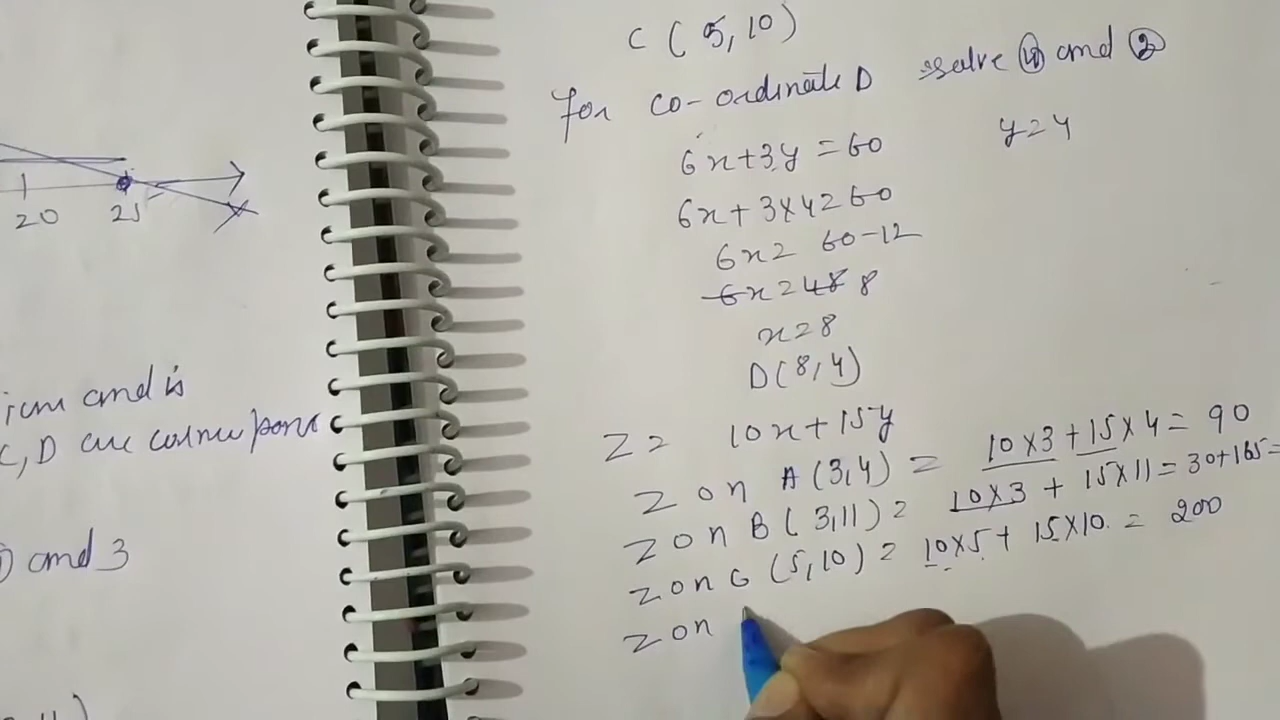 20 25
and is
C, D are corner
and 3
C (5,10)
for co-ordinate D solve ④ and ②
6x+3y=60 y=4
6x+3×4=60
6x= 60-12
6x=48 8
x=8
D(8,4)
Z= 10x+15y
Z on A (3,4) = 10×3+15×4= 90
Z on B (3,11)= 10×3 + 15×11=30+165=
Z on C (5,10)= 10×5+ 15×10. = 200
Z on